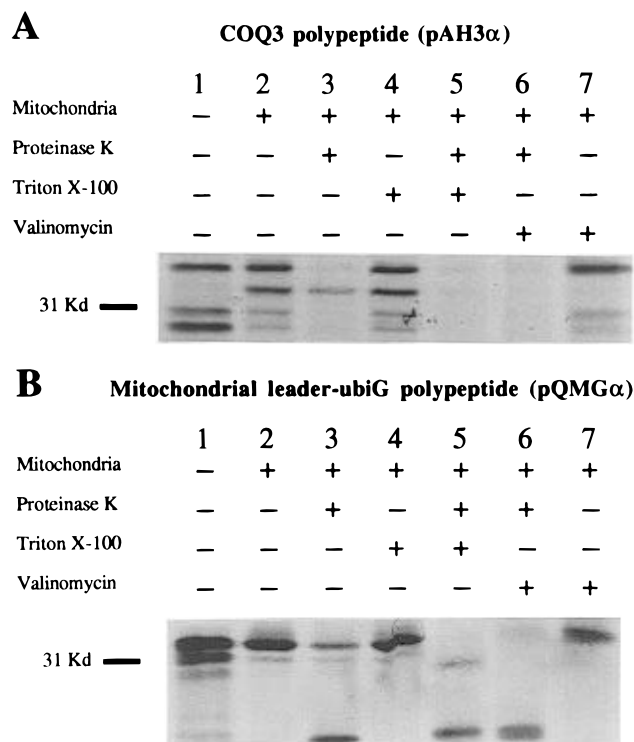 A
COQ3 polypeptide (pAH3α)
1 2 3 4 5 6 7
Mitochondria – + + + + + +
Proteinase K – – + – + + –
Triton X-100 – – – + + – –
Valinomycin – – – – – + +
31 Kd
B
Mitochondrial leader-ubiG polypeptide (pQMGα)
1 2 3 4 5 6 7
Mitochondria – + + + + + +
Proteinase K – – + – + + –
Triton X-100 – – – + + – –
Valinomycin – – – – – + +
31 Kd